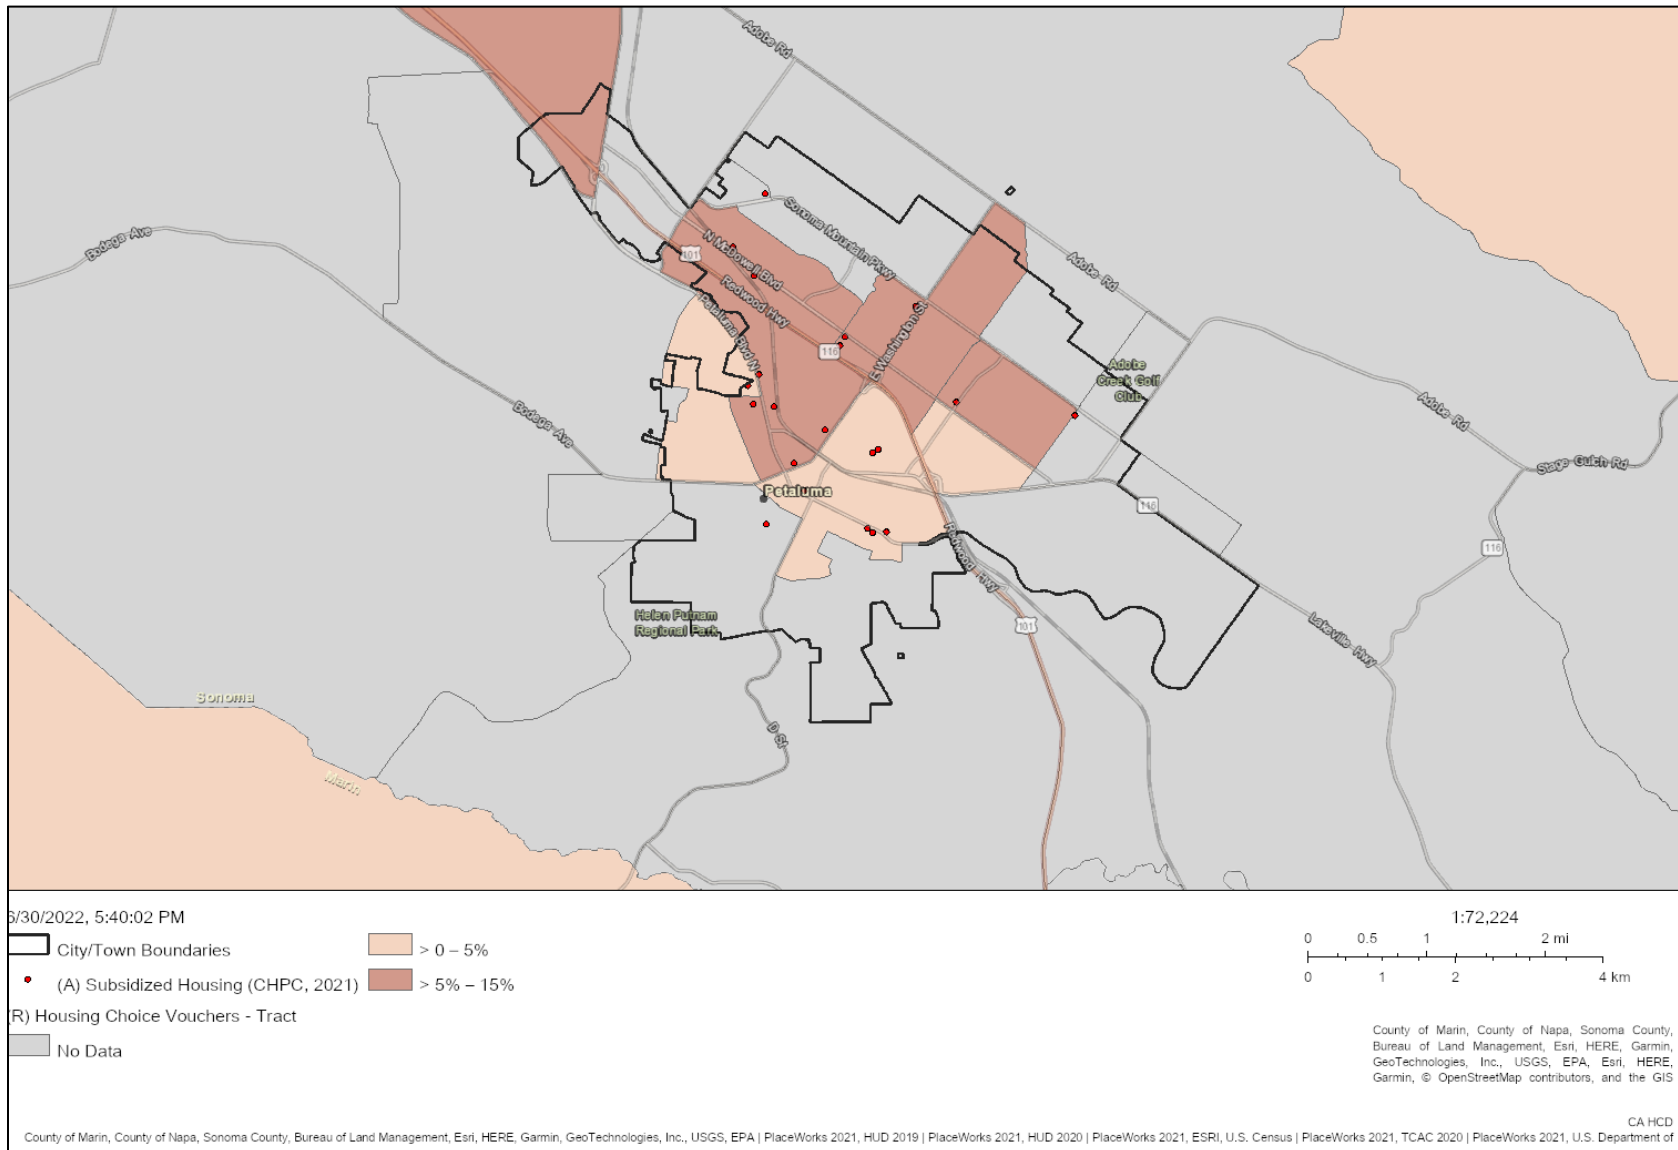 Adobe Rd
Sonoma Mountain Pkwy
N McDowell Blvd
101
Redwood Hwy
Petaluma Blvd N
116
E Washington St
Adobe Rd
Adobe
Creek Golf
Club
Bodega Ave
Bodega Ave
Adobe Rd
Stage Gulch Rd
Petaluma
116
116
Redwood Hwy
Helen Putnam
Regional Park
101
Lakeville Hwy
Sonoma
Marin
D St
6/30/2022, 5:40:02 PM
City/Town Boundaries
(A) Subsidized Housing (CHPC, 2021)
(R) Housing Choice Vouchers - Tract
No Data
> 0 – 5%
> 5% – 15%
1:72,224
0 0.5 1 2 mi
0 1 2 4 km
County of Marin, County of Napa, Sonoma County,
Bureau of Land Management, Esri, HERE, Garmin,
GeoTechnologies, Inc., USGS, EPA, Esri, HERE,
Garmin, © OpenStreetMap contributors, and the GIS
CA HCD
County of Marin, County of Napa, Sonoma County, Bureau of Land Management, Esri, HERE, Garmin, GeoTechnologies, Inc., USGS, EPA | PlaceWorks 2021, HUD 2019 | PlaceWorks 2021, HUD 2020 | PlaceWorks 2021, ESRI, U.S. Census | PlaceWorks 2021, TCAC 2020 | PlaceWorks 2021, U.S. Department of